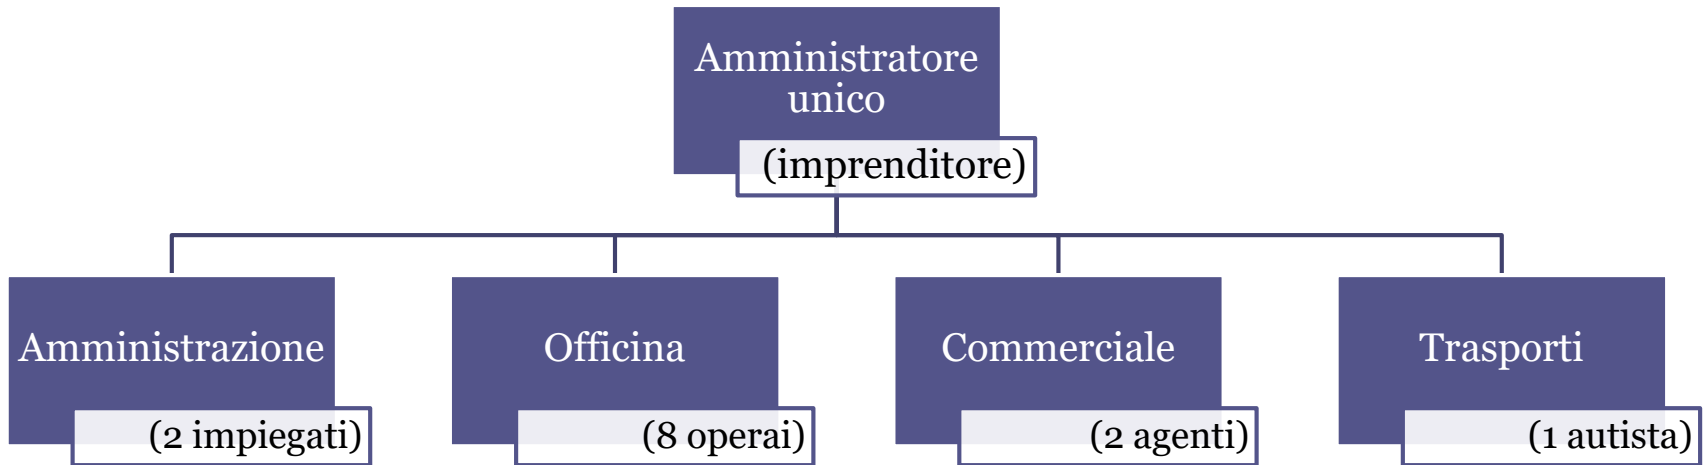 Amministratore
unico
(imprenditore)
Amministrazione
(2 impiegati)
Officina
(8 operai)
Commerciale
(2 agenti)
Trasporti
(1 autista)